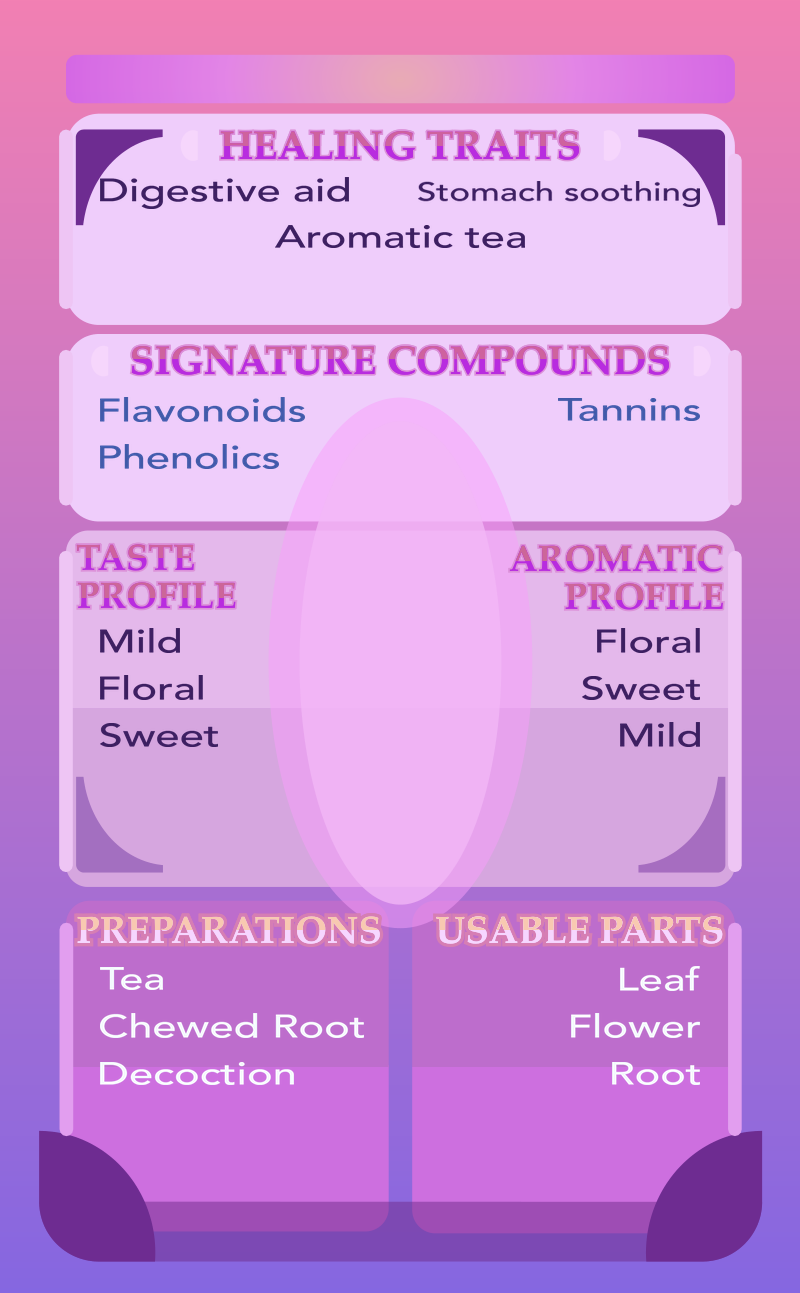 HEALING TRAITS
Digestive aid Stomach soothing
Aromatic tea
SIGNATURE COMPOUNDS
Flavonoids Tannins
Phenolics
TASTE
PROFILE
Mild
Floral
Sweet
AROMATIC
PROFILE
Floral
Sweet
Mild
PREPARATIONS
Tea
Chewed Root
Decoction
USABLE PARTS
Leaf
Flower
Root